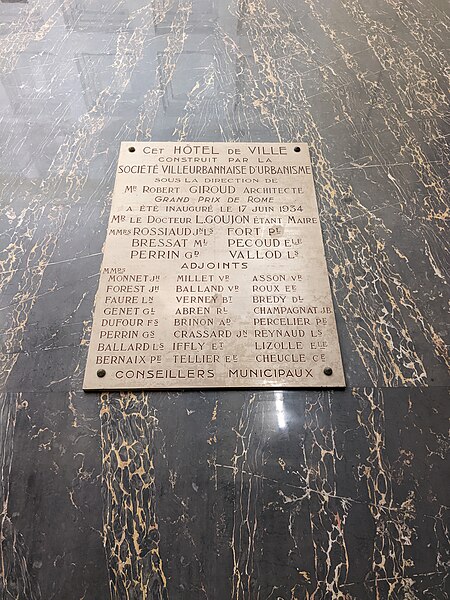 CET HÔTEL DE VILLE
CONSTRUIT PAR LA
SOCIÉTÉ VILLEURBANNAISE D'URBANISME
SOUS LA DIRECTION DE
MR ROBERT GIROUD ARCHITECTE
GRAND PRIX DE ROME
A ÉTÉ INAUGURÉ LE 17 JUIN 1934
MR LE DOCTEUR L.GOUJON ÉTANT MAIRE
MMRS ROSSIAUD JN LS FORT PL
BRESSAT ML PECOUD ELE
PERRIN GD VALLOD LS
ADJOINTS
MMRS
MONNET JH MILLET VR ASSON VR
FOREST JH BALLAND VR ROUX EE
FAURE LN VERNEY BT BREDY DL
GENET GL ABREN RL CHAMPAGNAT JB
DUFOUR FS BRINON AD PERCELIER PE
PERRIN GS CRASSARD JH REYNAUD LS
BALLARD LS IFFLY ET LIZOLLE ELE
BERNAIX PE TELLIER EE CHEUCLE CE
CONSEILLERS MUNICIPAUX